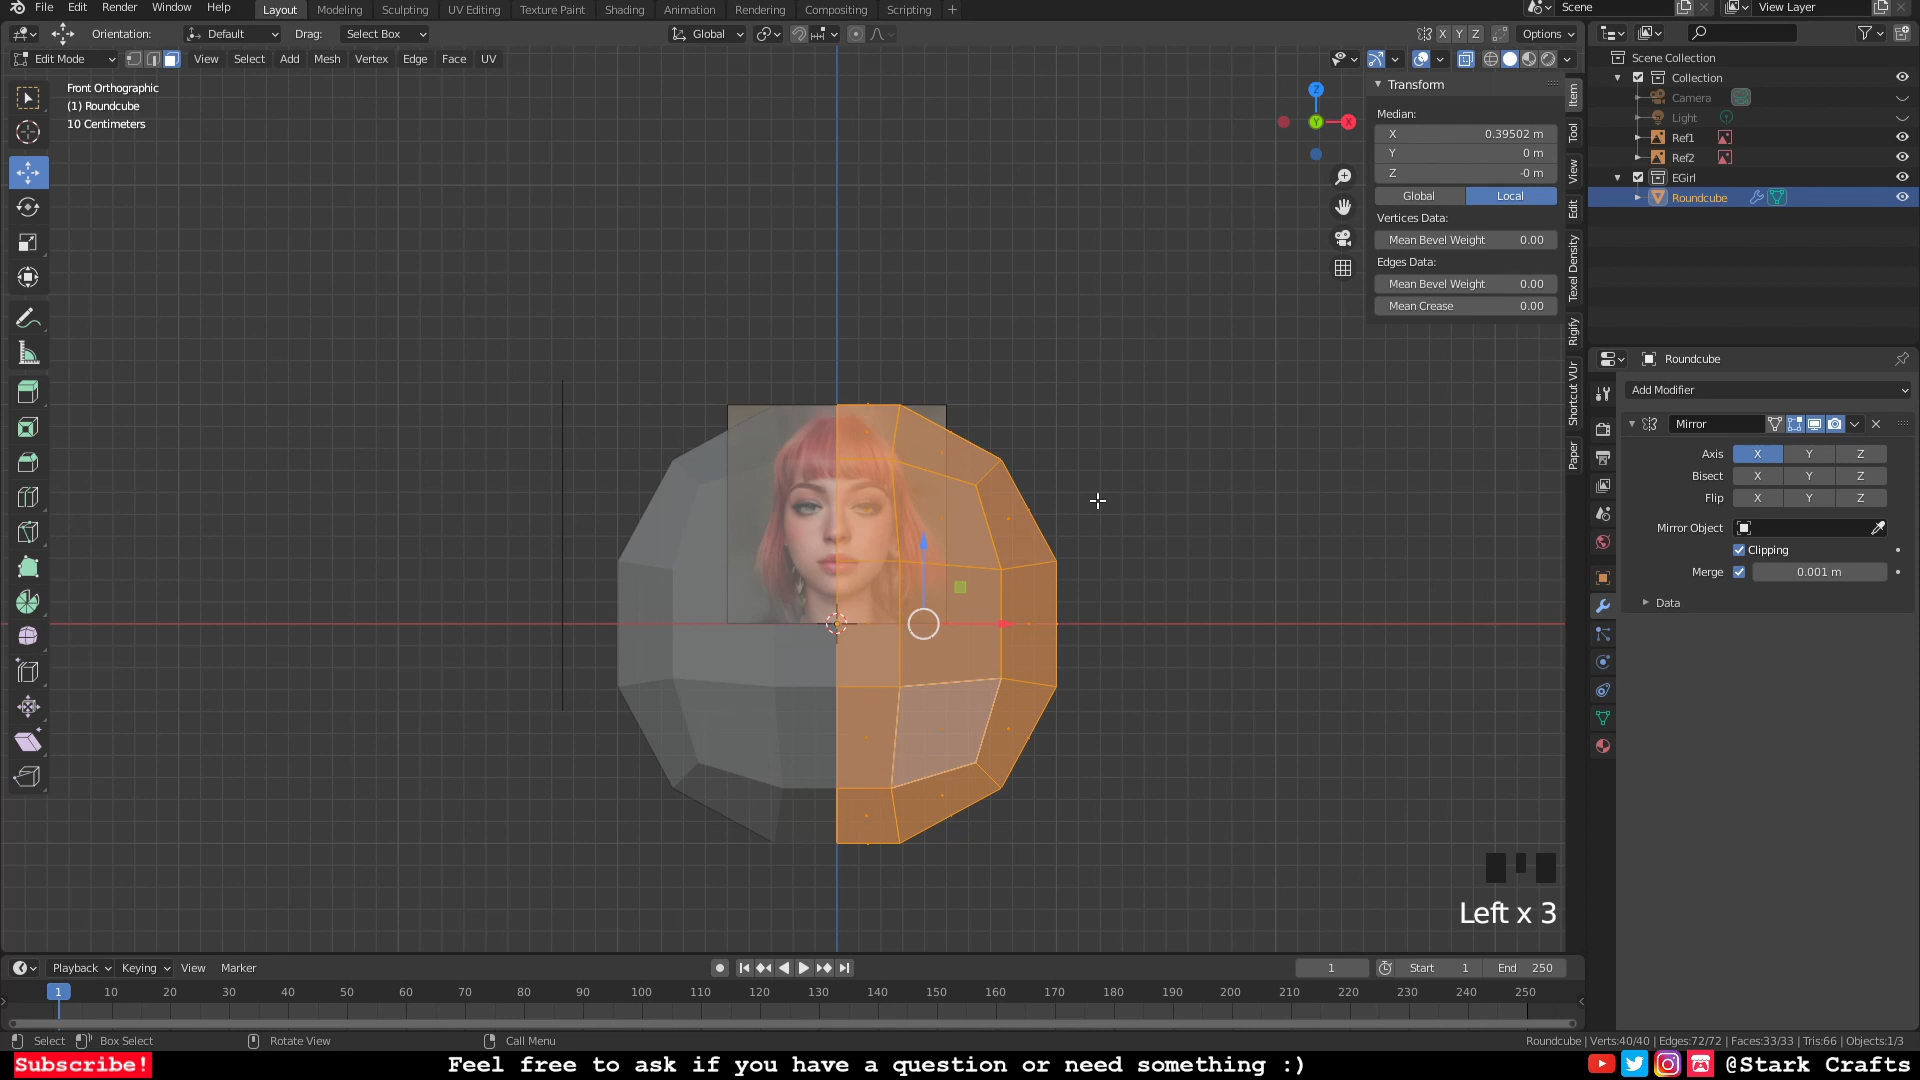 File Edit Render Window Help Layout Modeling Sculpting UV Editing Texture Paint Shading Animation Rendering Compositing Scripting + Scene View Layer
Orientation: Default Drag: Select Box Global X Y Z Options
Edit Mode View Select Add Mesh Vertex Edge Face UV
Front Orthographic
(1) Roundcube
10 Centimeters
Z
X
Y
Transform
Median:
X 0.39502 m
Y 0 m
Z -0 m
Global Local
Vertices Data:
Mean Bevel Weight 0.00
Edges Data:
Mean Bevel Weight 0.00
Mean Crease 0.00
Item
Tool
View
Edit
Texel Density
Rigify
Shortcut VUr
Paper
Scene Collection
Collection
Camera
Light
Ref1
Ref2
EGirl
Roundcube
Roundcube
Add Modifier
Mirror
Axis X Y Z
Bisect X Y Z
Flip X Y Z
Mirror Object
Clipping
Merge 0.001 m
Data
Left x 3
Playback Keying View Marker 1 Start 1 End 250
1 10 20 30 40 50 60 70 80 90 100 110 120 130 140 150 160 170 180 190 200 210 220 230 240 250
Select Box Select Rotate View Call Menu Roundcube | Verts:40/40 | Edges:72/72 | Faces:33/33 | Tris:66 | Objects:1/3
Subscribe! Feel free to ask if you have a question or need something :) @Stark Crafts